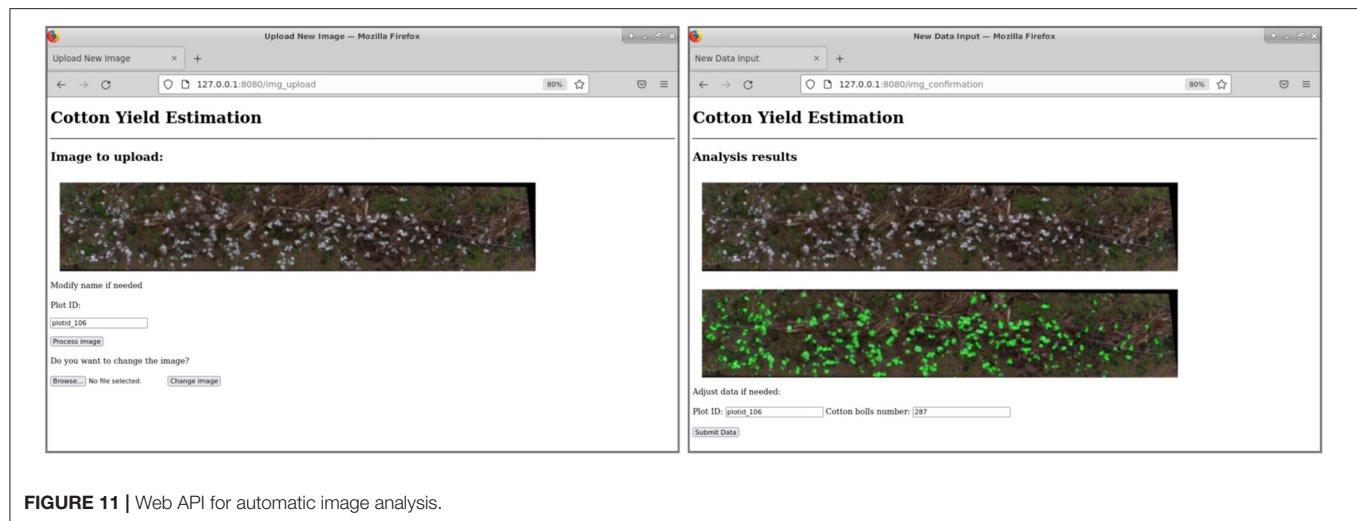 Upload New Image — Mozilla Firefox
Upload New Image × +
127.0.0.1:8080/img_upload 80%
Cotton Yield Estimation
Image to upload:
Modify name if needed
Plot ID:
plotid_106
Process image
Do you want to change the image?
Browse... No file selected. Change image
New Data Input — Mozilla Firefox
New Data Input × +
127.0.0.1:8080/img_confirmation 80%
Cotton Yield Estimation
Analysis results
Adjust data if needed:
Plot ID: plotid_106 Cotton bolls number: 287
Submit Data
FIGURE 11 | Web API for automatic image analysis.